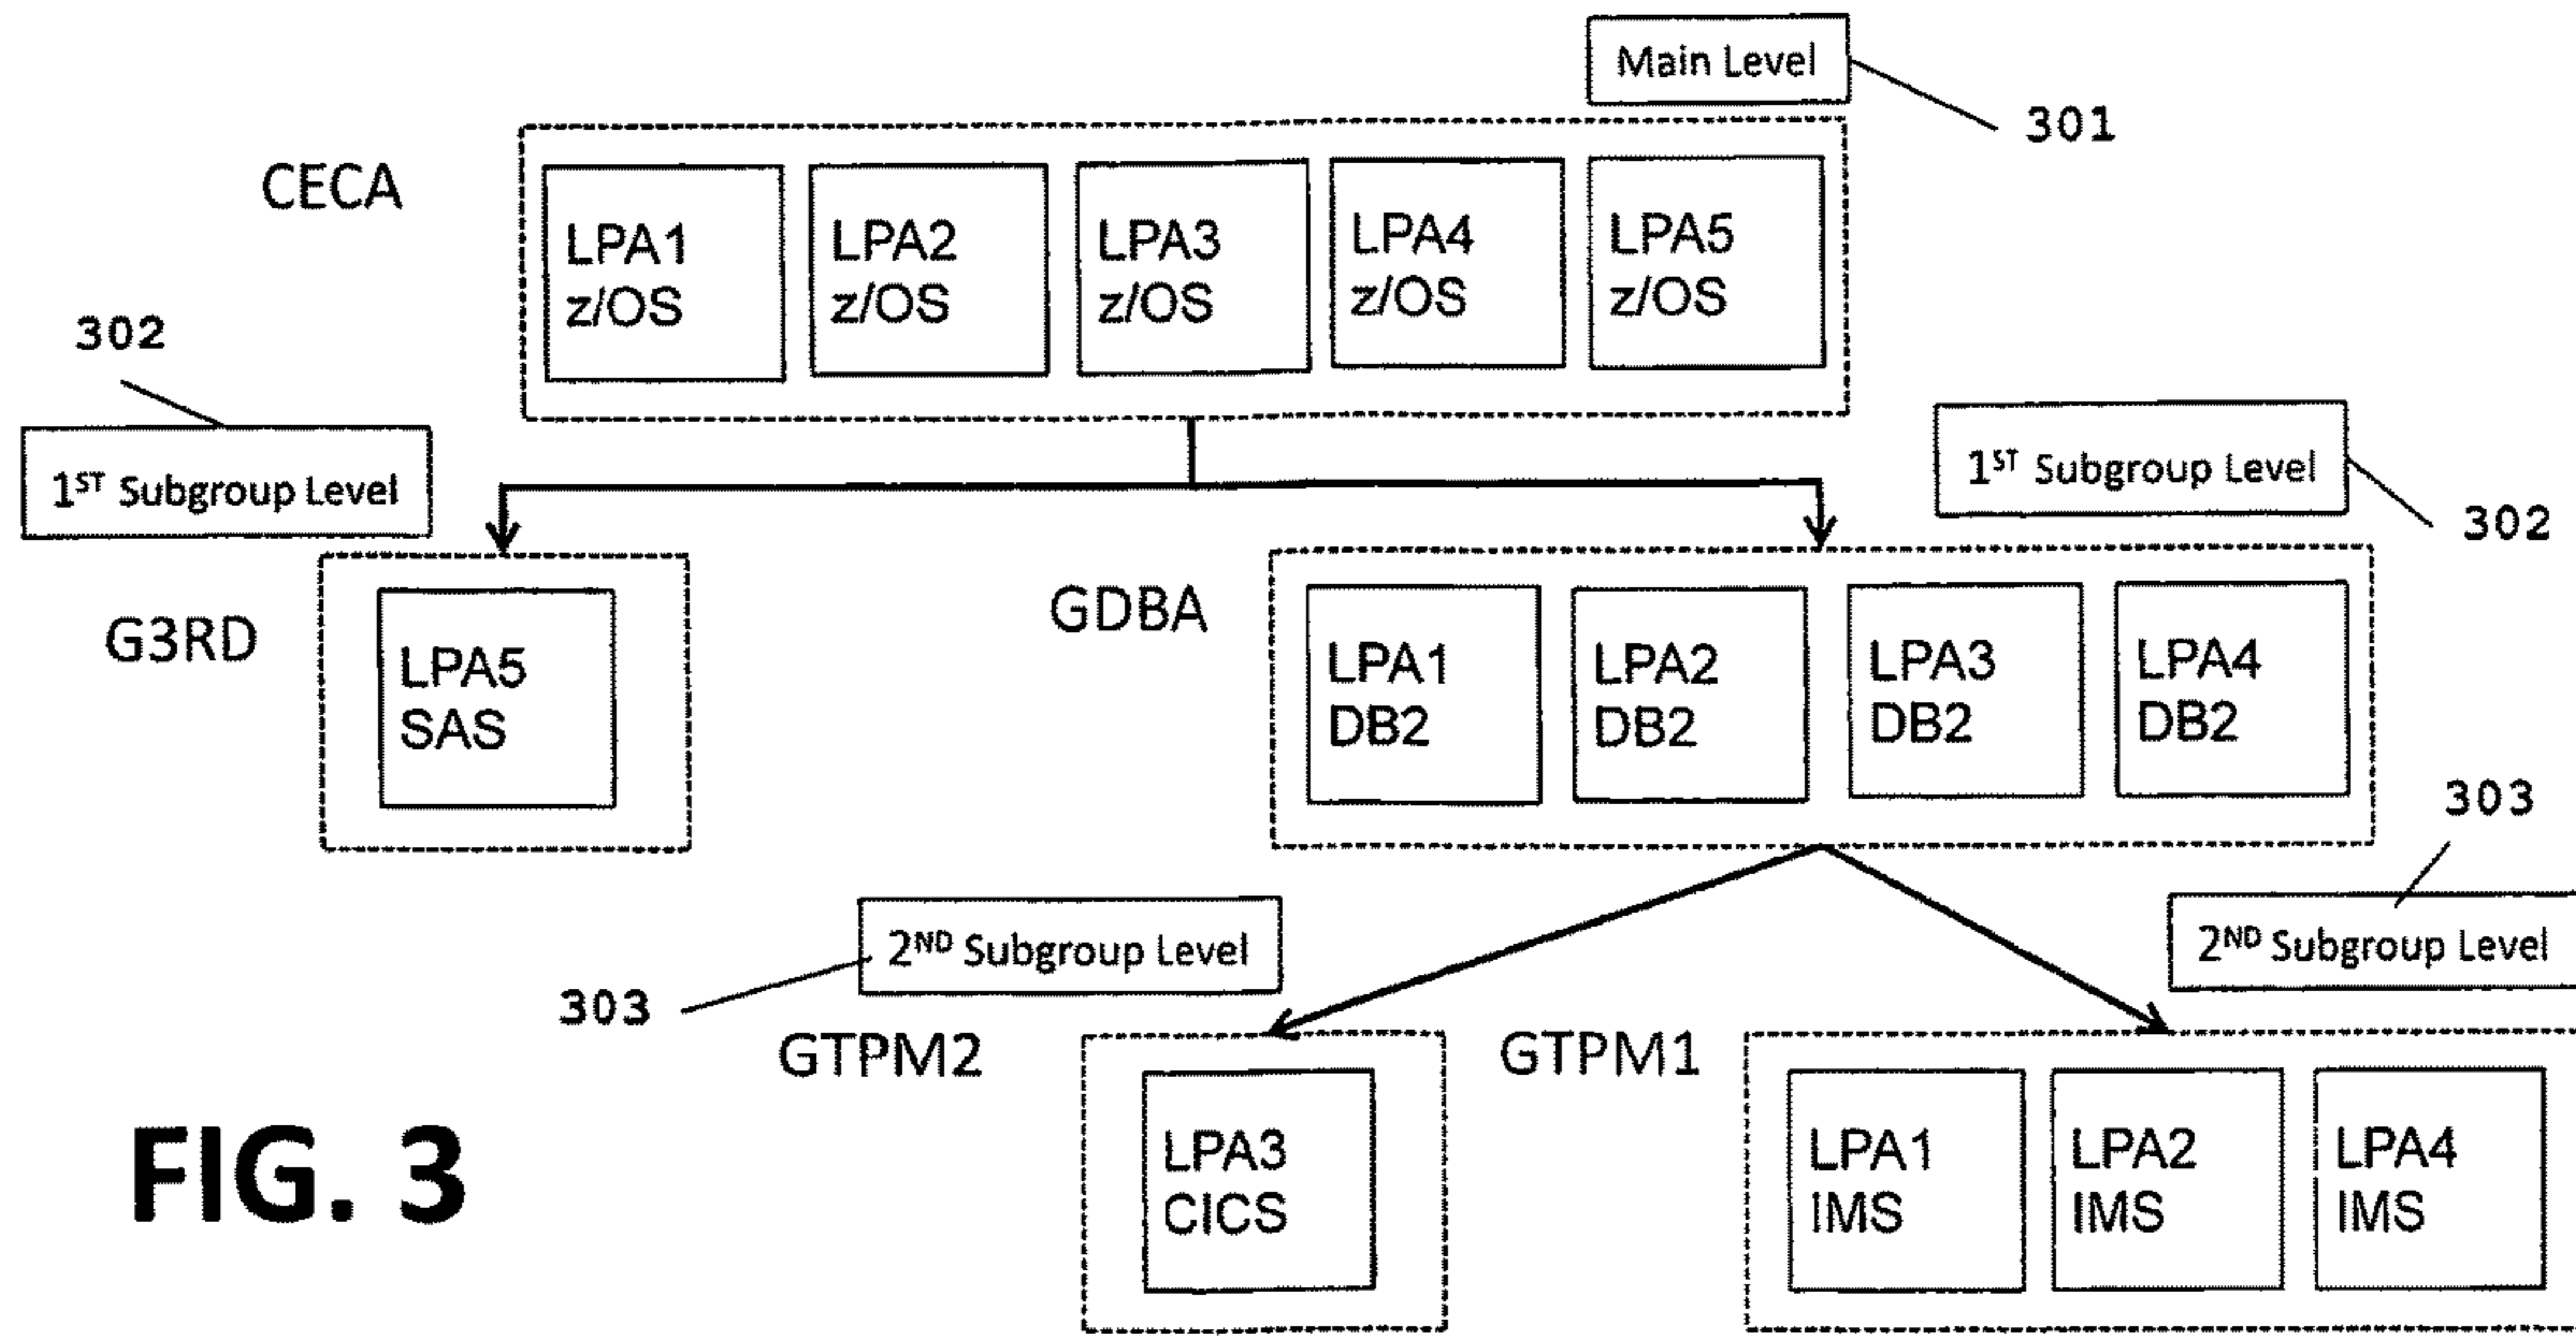 Main Level
301
CECA
LPA1
z/OS
LPA2
z/OS
LPA3
z/OS
LPA4
z/OS
LPA5
z/OS
302
1ST Subgroup Level
1ST Subgroup Level
302
G3RD
LPA5
SAS
GDBA
LPA1
DB2
LPA2
DB2
LPA3
DB2
LPA4
DB2
303
2ND Subgroup Level
303
2ND Subgroup Level
GTPM2
LPA3
CICS
GTPM1
LPA1
IMS
LPA2
IMS
LPA4
IMS
FIG. 3